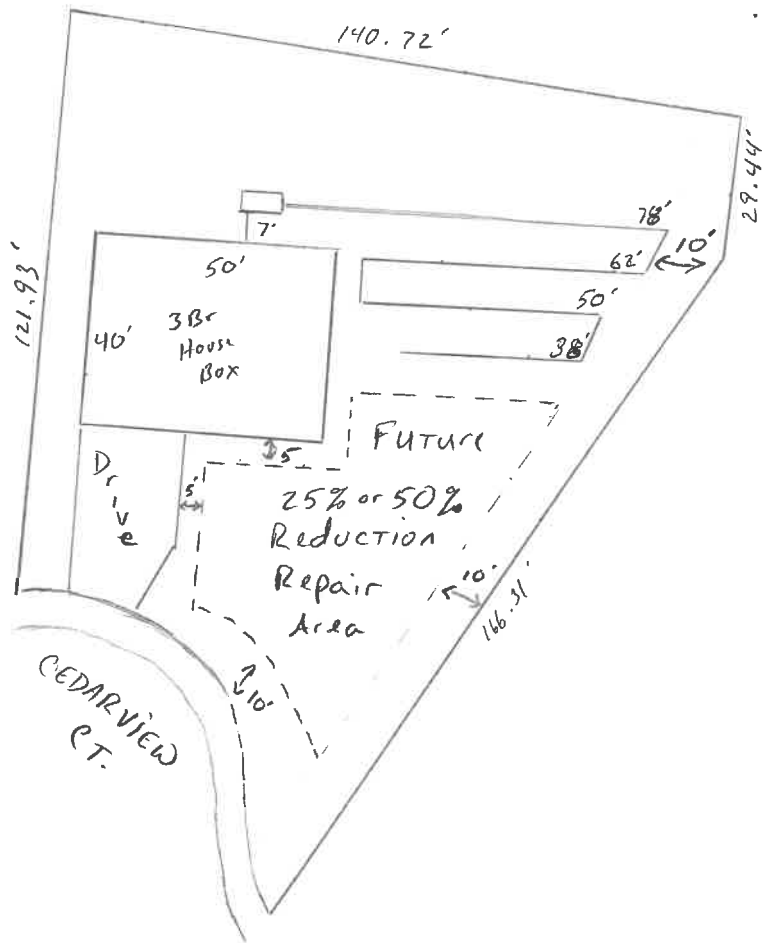 140.72'
29.44'
121.93'
7'
78'
62'
10'
50'
38'
50'
40'
3Br
House
Box
5
5'
Drive
Future
25% or 50%
Reduction
Repair
Area
10'
166.31'
10'
CEDARVIEW
CT.